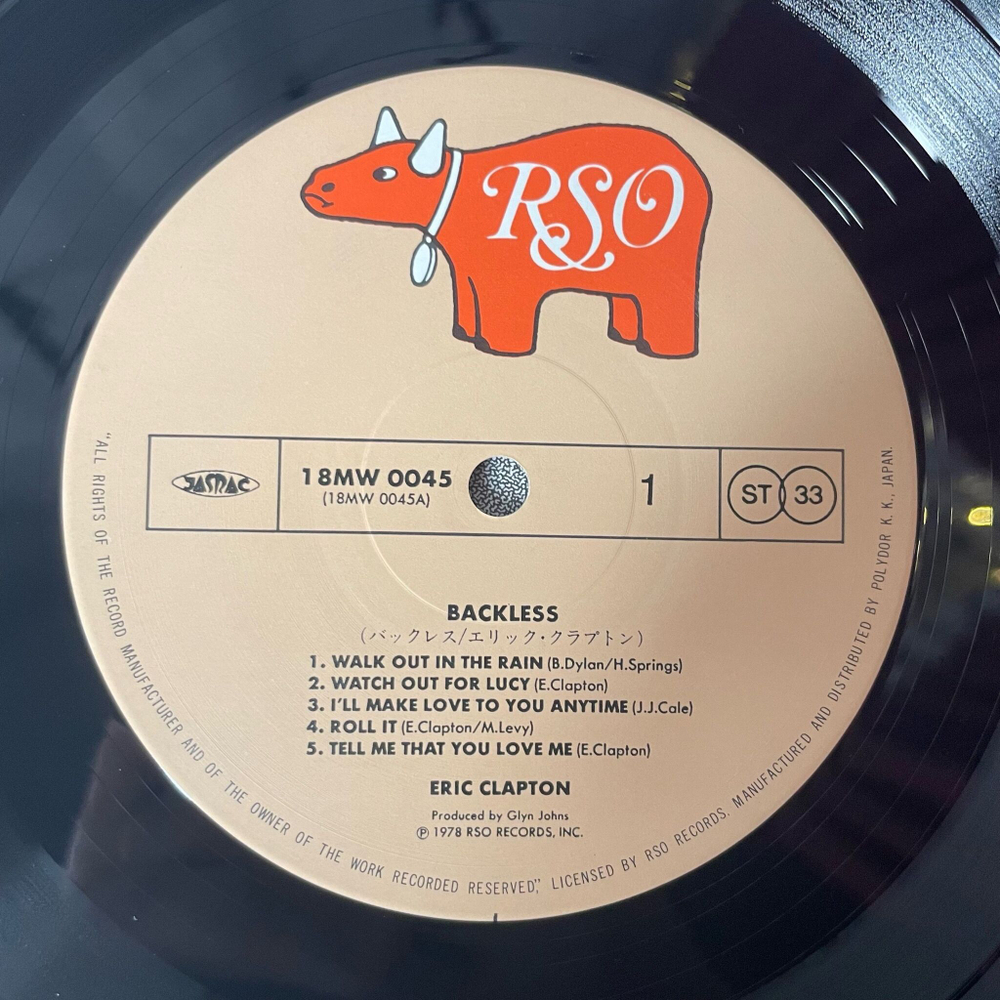 RSO
JASRAC
18MW 0045
(18MW 0045A)
1
ST 33
BACKLESS
(バックレス/エリック・クラプトン)
1. WALK OUT IN THE RAIN (B.Dylan/H.Springs)
2. WATCH OUT FOR LUCY (E.Clapton)
3. I'LL MAKE LOVE TO YOU ANYTIME (J.J.Cale)
4. ROLL IT (E.Clapton/M.Levy)
5. TELL ME THAT YOU LOVE ME (E.Clapton)
ERIC CLAPTON
Produced by Glyn Johns
℗ 1978 RSO RECORDS, INC.
"ALL RIGHTS OF THE RECORD MANUFACTURER AND OF THE OWNER OF THE WORK RECORDED RESERVED," LICENSED BY RSO RECORDS. MANUFACTURED AND DISTRIBUTED BY POLYDOR K. K., JAPAN.